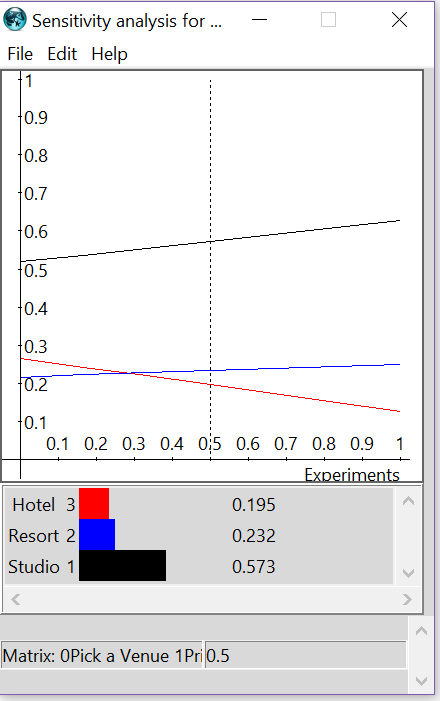 Sensitivity analysis for ...
File Edit Help
1
0.9
0.8
0.7
0.6
0.5
0.4
0.3
0.2
0.1
0.1 0.2 0.3 0.4 0.5 0.6 0.7 0.8 0.9 1
Experiments
Hotel 3 0.195
Resort 2 0.232
Studio 1 0.573
Matrix: 0Pick a Venue 1Pri 0.5